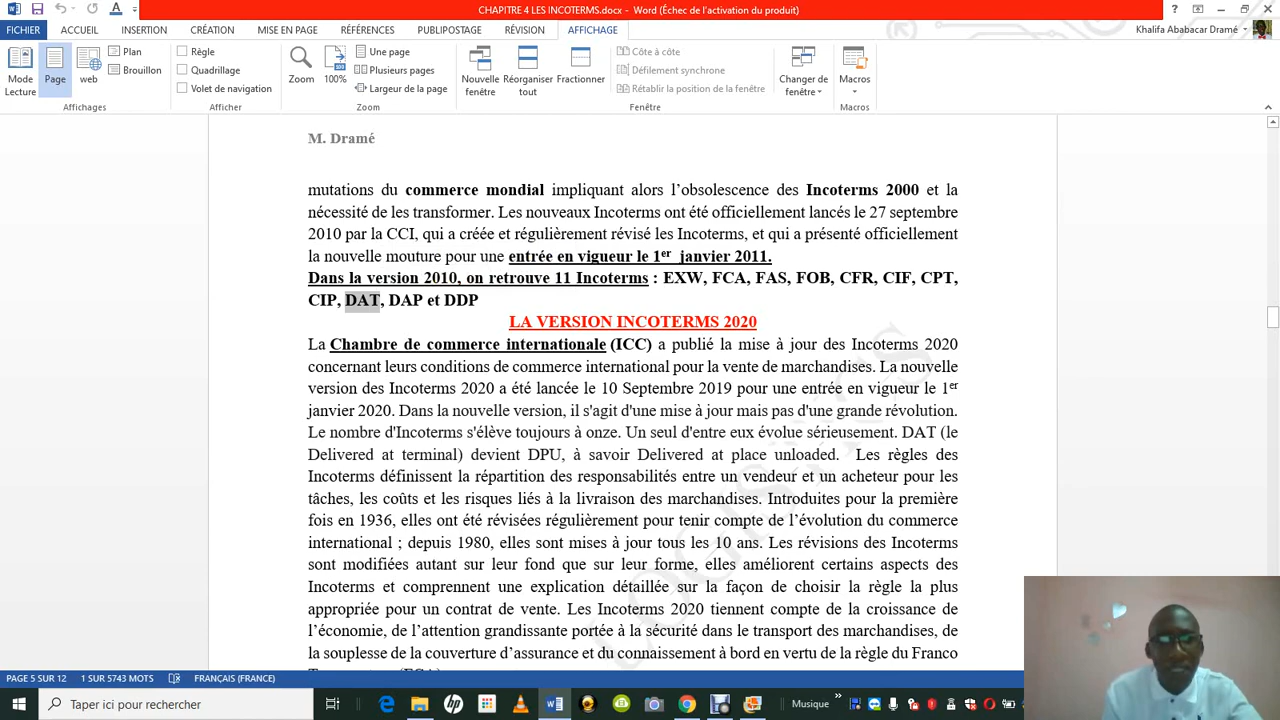 CHAPITRE 4 LES INCOTERMS.docx - Word (Échec de l'activation du produit)
FICHIER ACCUEIL INSERTION CRÉATION MISE EN PAGE RÉFÉRENCES PUBLIPOSTAGE RÉVISION AFFICHAGE Khalifa Ababacar Dramé
Mode Lecture Page web Plan Brouillon
Règle Quadrillage Volet de navigation
Zoom 100% Une page Plusieurs pages Largeur de la page
Nouvelle fenêtre Réorganiser tout Fractionner
Côte à côte Défilement synchrone Rétablir la position de la fenêtre
Changer de fenêtre Macros
Affichages Afficher Zoom Fenêtre Macros
M. Dramé
mutations du commerce mondial impliquant alors l’obsolescence des Incoterms 2000 et la
nécessité de les transformer. Les nouveaux Incoterms ont été officiellement lancés le 27 septembre
2010 par la CCI, qui a créée et régulièrement révisé les Incoterms, et qui a présenté officiellement
la nouvelle mouture pour une entrée en vigueur le 1er janvier 2011.
Dans la version 2010, on retrouve 11 Incoterms : EXW, FCA, FAS, FOB, CFR, CIF, CPT,
CIP, DAT, DAP et DDP
LA VERSION INCOTERMS 2020
La Chambre de commerce internationale (ICC) a publié la mise à jour des Incoterms 2020
concernant leurs conditions de commerce international pour la vente de marchandises. La nouvelle
version des Incoterms 2020 a été lancée le 10 Septembre 2019 pour une entrée en vigueur le 1er
janvier 2020. Dans la nouvelle version, il s'agit d'une mise à jour mais pas d'une grande révolution.
Le nombre d'Incoterms s'élève toujours à onze. Un seul d'entre eux évolue sérieusement. DAT (le
Delivered at terminal) devient DPU, à savoir Delivered at place unloaded. Les règles des
Incoterms définissent la répartition des responsabilités entre un vendeur et un acheteur pour les
tâches, les coûts et les risques liés à la livraison des marchandises. Introduites pour la première
fois en 1936, elles ont été révisées régulièrement pour tenir compte de l’évolution du commerce
international ; depuis 1980, elles sont mises à jour tous les 10 ans. Les révisions des Incoterms
sont modifiées autant sur leur fond que sur leur forme, elles améliorent certains aspects des
Incoterms et comprennent une explication détaillée sur la façon de choisir la règle la plus
appropriée pour un contrat de vente. Les Incoterms 2020 tiennent compte de la croissance de
l’économie, de l’attention grandissante portée à la sécurité dans le transport des marchandises, de
la souplesse de la couverture d’assurance et du connaissement à bord en vertu de la règle du Franco
PAGE 5 SUR 12 1 SUR 5743 MOTS FRANÇAIS (FRANCE)
Taper ici pour rechercher
Musique